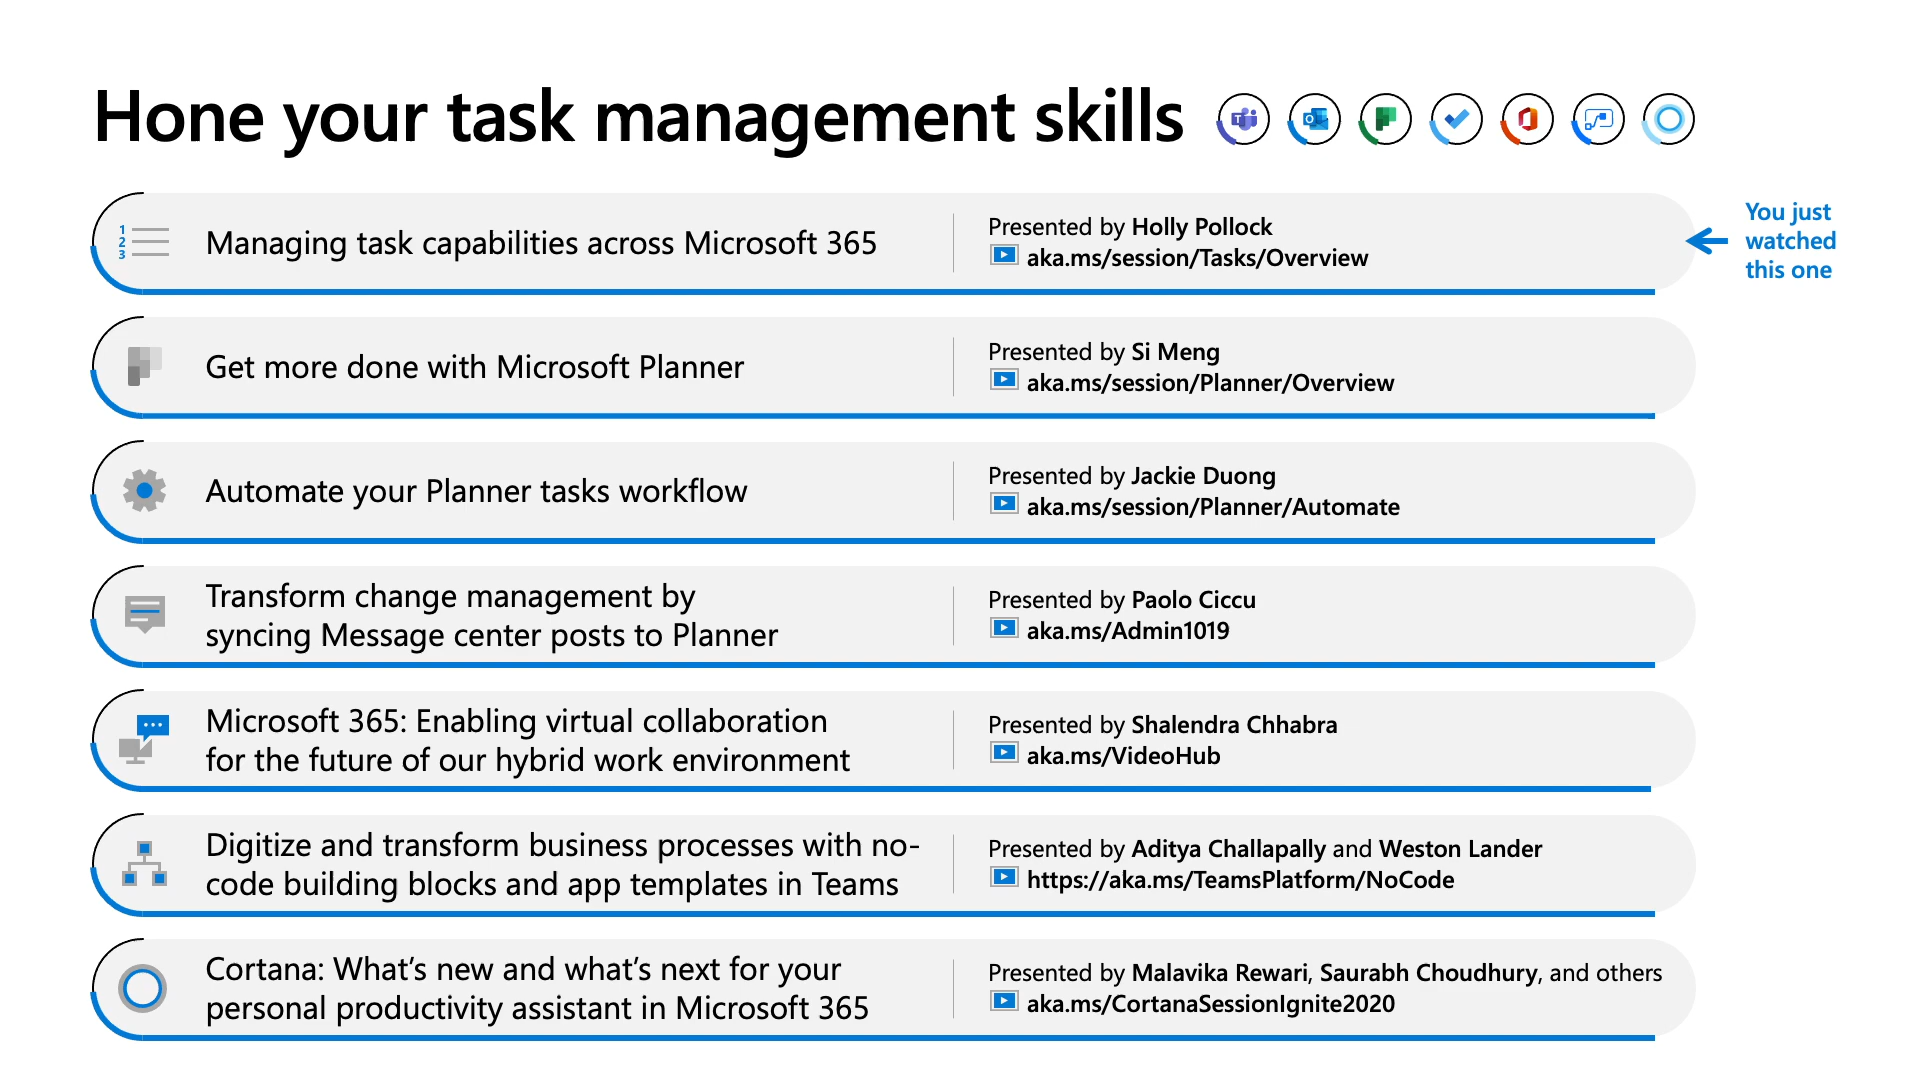 Hone your task management skills
Managing task capabilities across Microsoft 365
Presented by Holly Pollock
aka.ms/session/Tasks/Overview
You just
watched
this one
Get more done with Microsoft Planner
Presented by Si Meng
aka.ms/session/Planner/Overview
Automate your Planner tasks workflow
Presented by Jackie Duong
aka.ms/session/Planner/Automate
Transform change management by
syncing Message center posts to Planner
Presented by Paolo Ciccu
aka.ms/Admin1019
Microsoft 365: Enabling virtual collaboration
for the future of our hybrid work environment
Presented by Shalendra Chhabra
aka.ms/VideoHub
Digitize and transform business processes with no-
code building blocks and app templates in Teams
Presented by Aditya Challapally and Weston Lander
https://aka.ms/TeamsPlatform/NoCode
Cortana: What’s new and what’s next for your
personal productivity assistant in Microsoft 365
Presented by Malavika Rewari, Saurabh Choudhury, and others
aka.ms/CortanaSessionIgnite2020